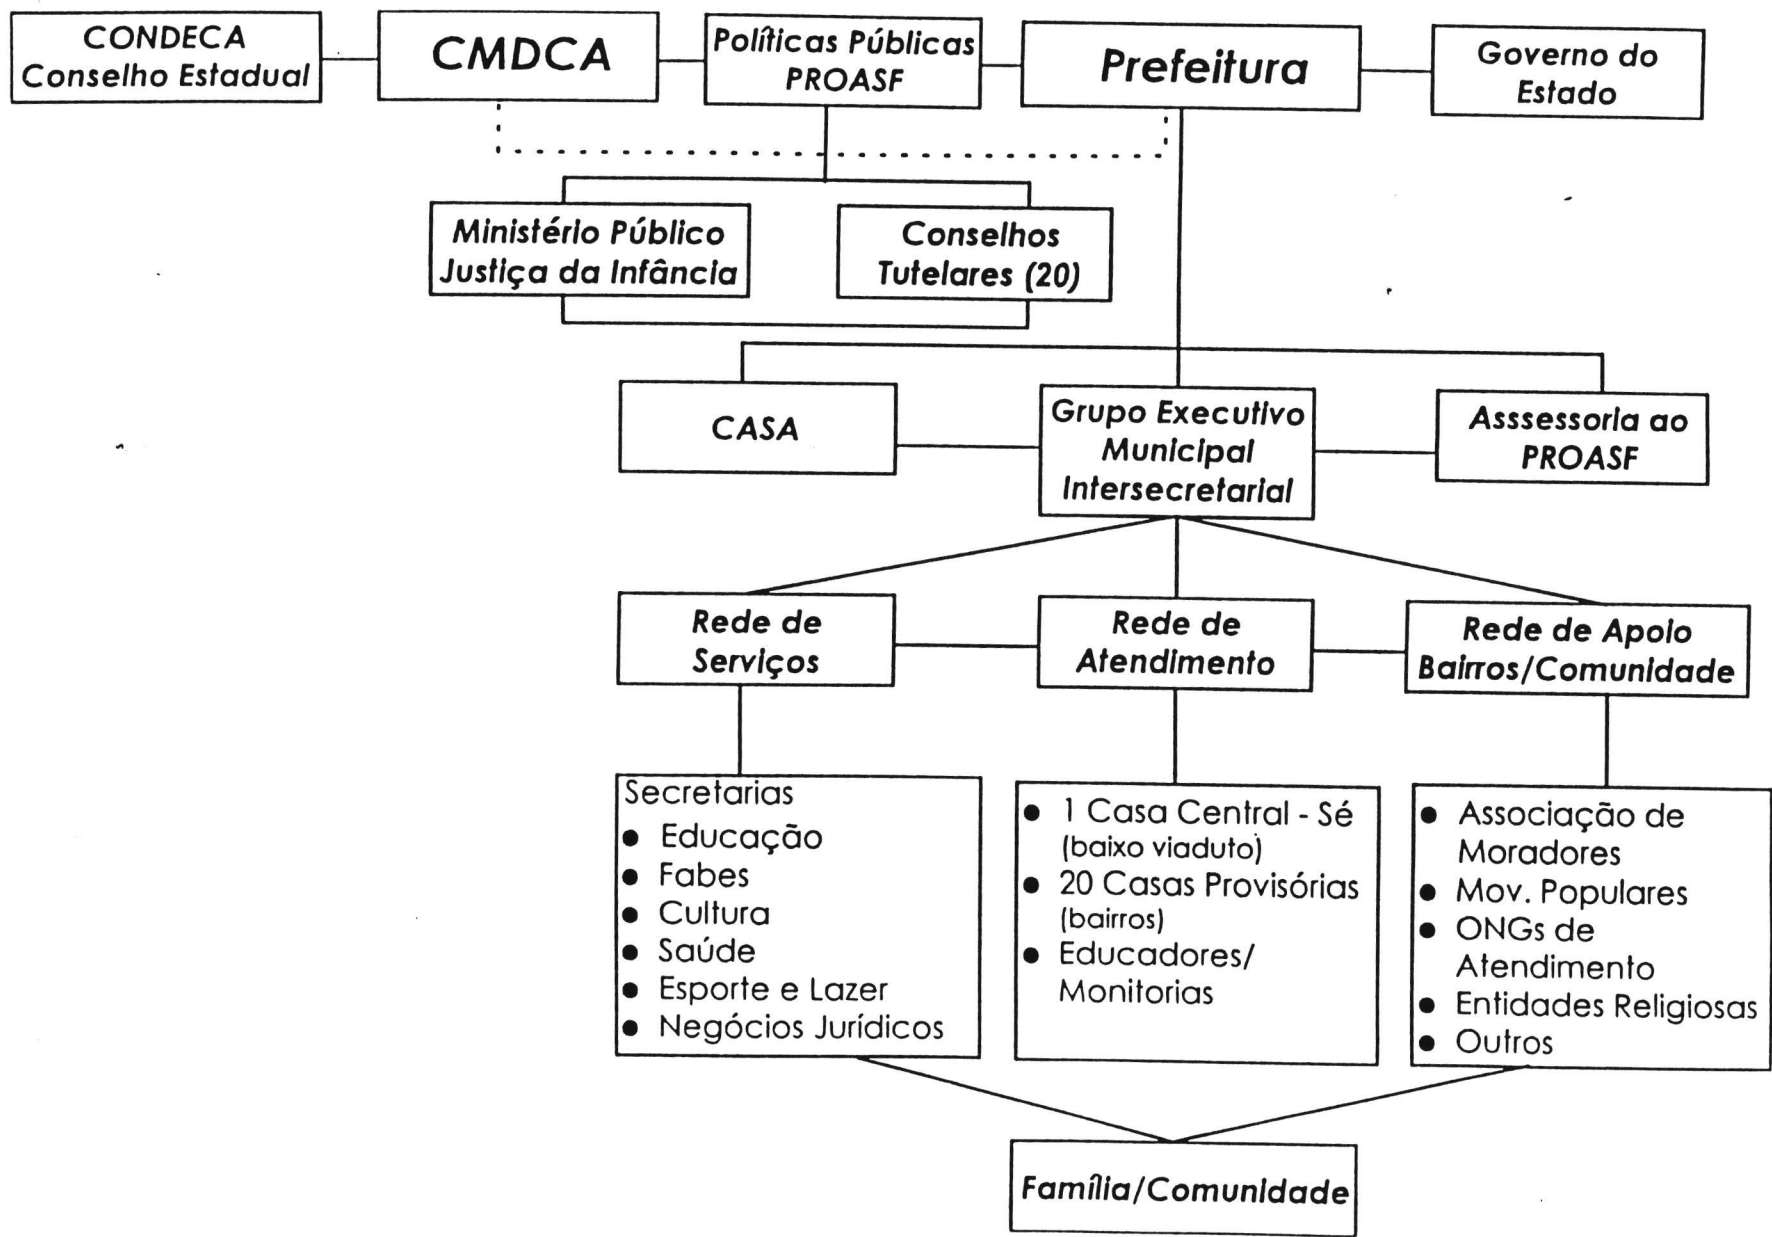 CONDECA
Conselho Estadual
CMDCA
Políticas Públicas
PROASF
Prefeitura
Governo do
Estado
Ministério Público
Justiça da Infância
Conselhos
Tutelares (20)
CASA
Grupo Executivo
Municipal
Intersecretarial
Asssessoria ao
PROASF
Rede de
Serviços
Rede de
Atendimento
Rede de Apoio
Bairros/Comunidade
Secretarias
● Educação
● Fabes
● Cultura
● Saúde
● Esporte e Lazer
● Negócios Jurídicos
● 1 Casa Central - Sé
(baixo viaduto)
● 20 Casas Provisórias
(bairros)
● Educadores/
Monitorias
● Associação de
Moradores
● Mov. Populares
● ONGs de
Atendimento
● Entidades Religiosas
● Outros
Família/Comunidade